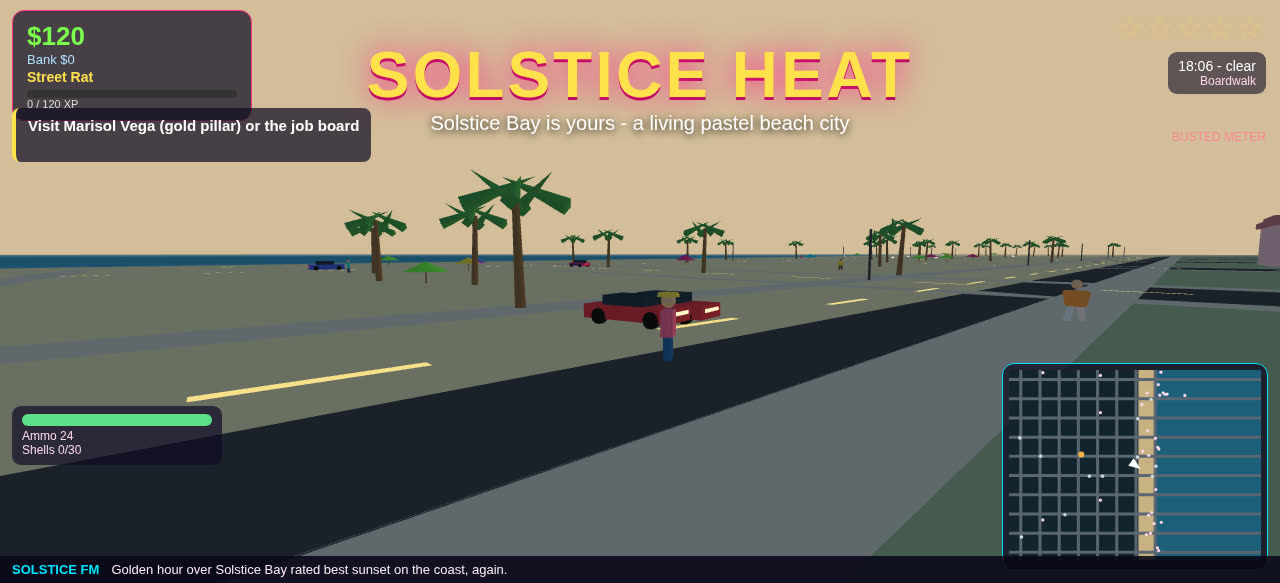 $120
Bank $0
Street Rat
0 / 120 XP
Visit Marisol Vega (gold pillar) or the job board
SOLSTICE HEAT
Solstice Bay is yours - a living pastel beach city
18:06 - clear
Boardwalk
BUSTED METER
Ammo 24
Shells 0/30
SOLSTICE FM Golden hour over Solstice Bay rated best sunset on the coast, again.